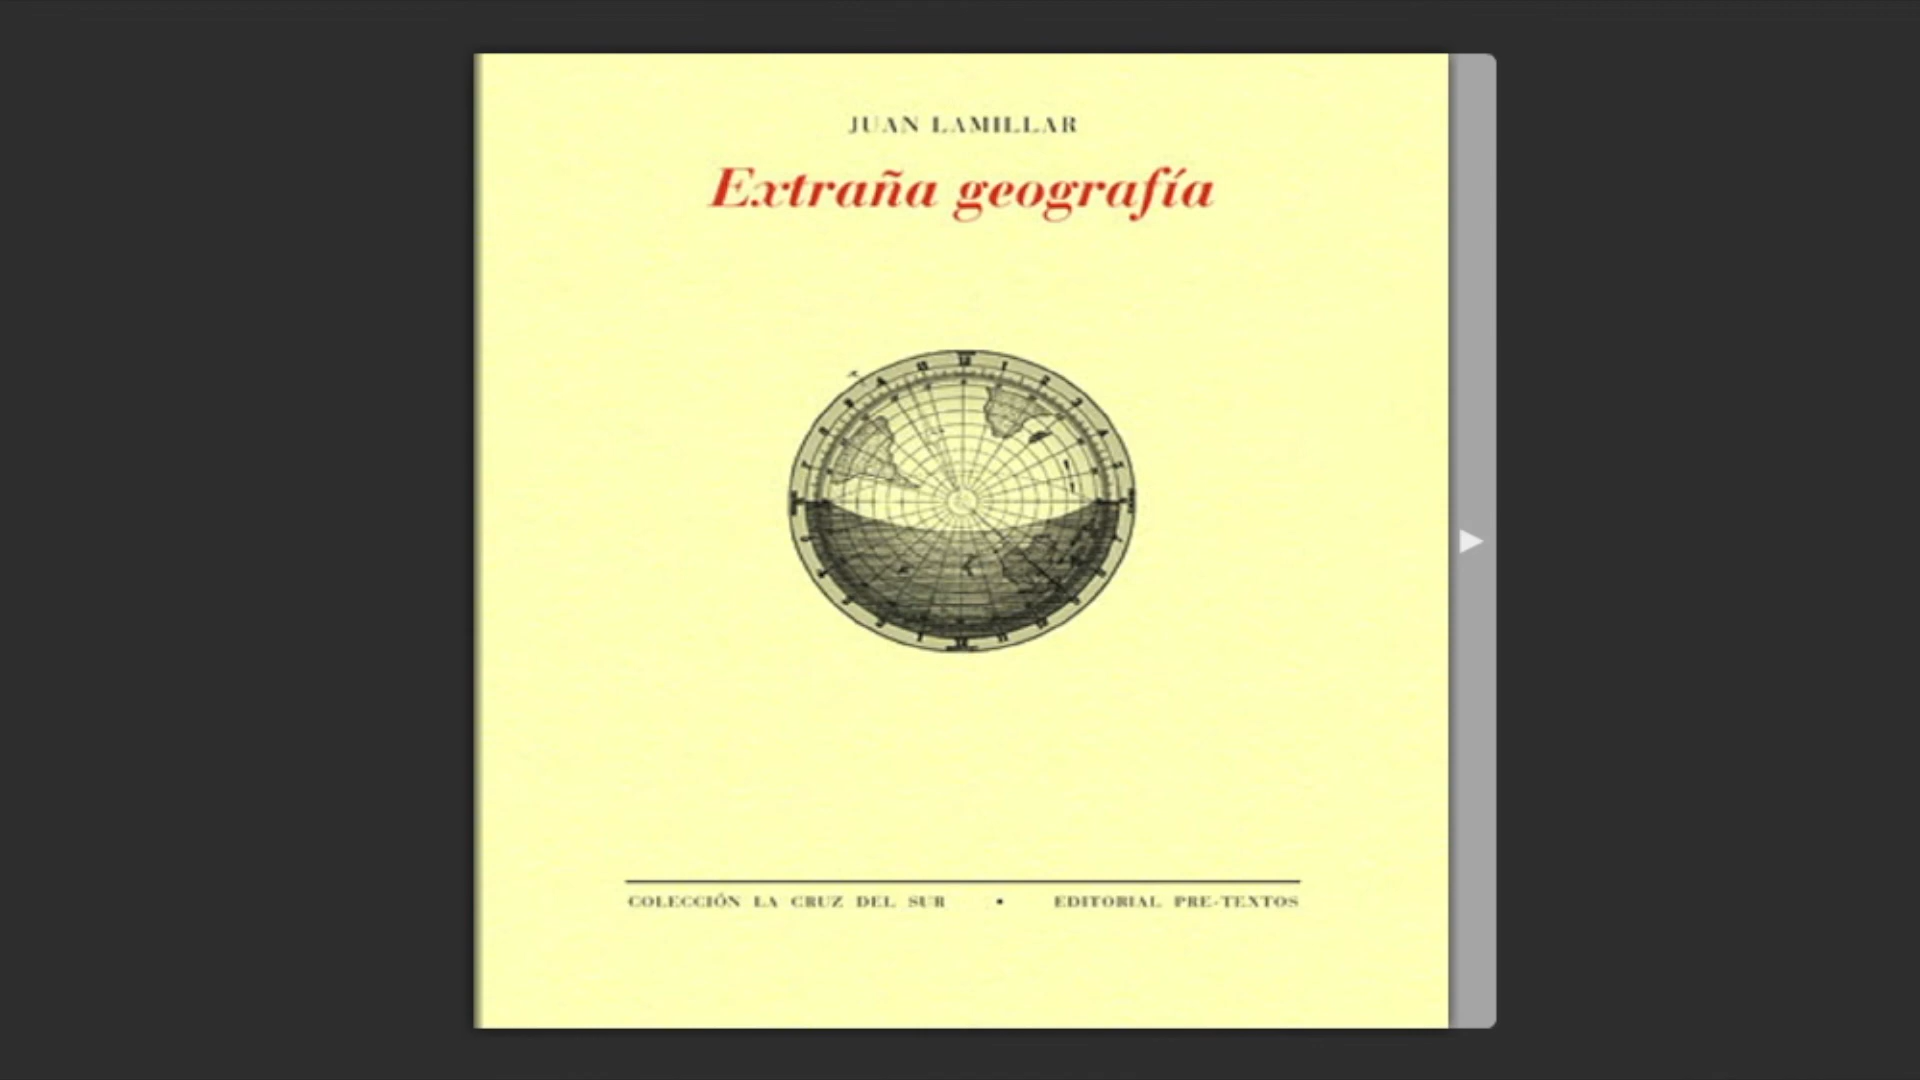 JUAN LAMILLAR
Extraña geografía
COLECCIÓN LA CRUZ DEL SUR • EDITORIAL PRE-TEXTOS